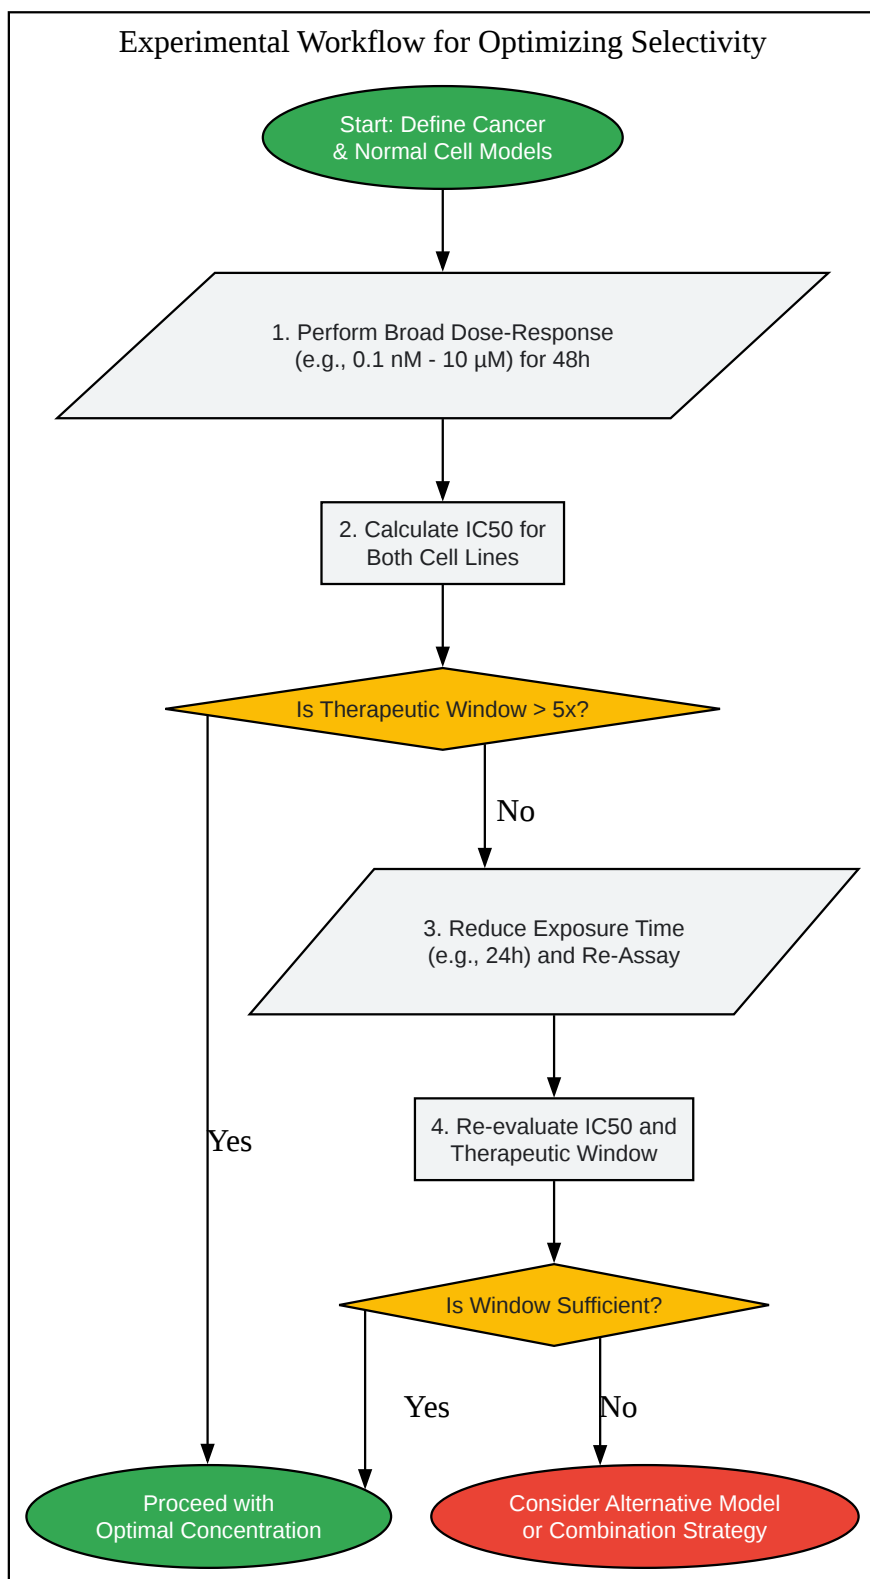 Experimental Workflow for Optimizing Selectivity
Start: Define Cancer
& Normal Cell Models
1. Perform Broad Dose-Response
(e.g., 0.1 nM - 10 µM) for 48h
2. Calculate IC50 for
Both Cell Lines
Is Therapeutic Window > 5x?
No
3. Reduce Exposure Time
(e.g., 24h) and Re-Assay
Yes
4. Re-evaluate IC50 and
Therapeutic Window
Is Window Sufficient?
Yes
No
Proceed with
Optimal Concentration
Consider Alternative Model
or Combination Strategy